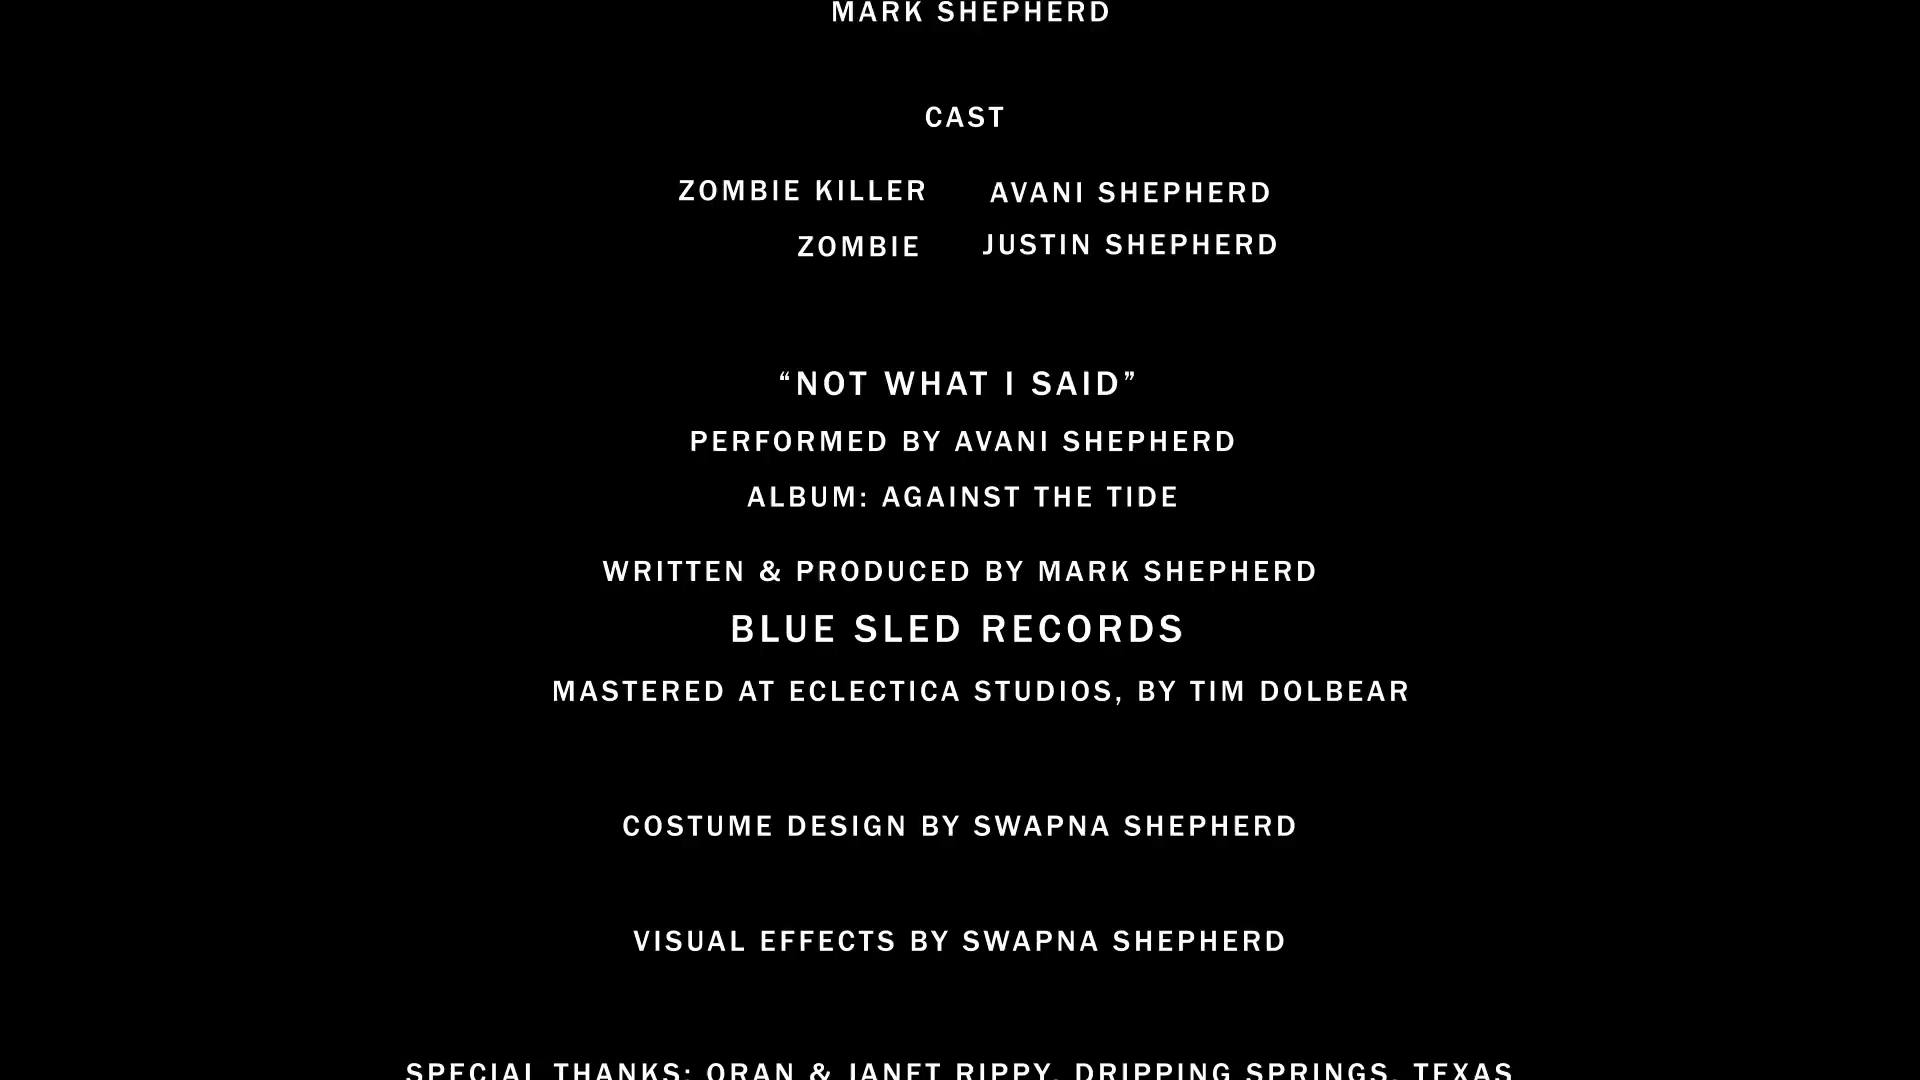 MARK SHEPHERD
CAST
ZOMBIE KILLER AVANI SHEPHERD
ZOMBIE JUSTIN SHEPHERD
“NOT WHAT I SAID”
PERFORMED BY AVANI SHEPHERD
ALBUM: AGAINST THE TIDE
WRITTEN & PRODUCED BY MARK SHEPHERD
BLUE SLED RECORDS
MASTERED AT ECLECTICA STUDIOS, BY TIM DOLBEAR
COSTUME DESIGN BY SWAPNA SHEPHERD
VISUAL EFFECTS BY SWAPNA SHEPHERD
SPECIAL THANKS: ORAN & JANET RIPPY, DRIPPING SPRINGS, TEXAS